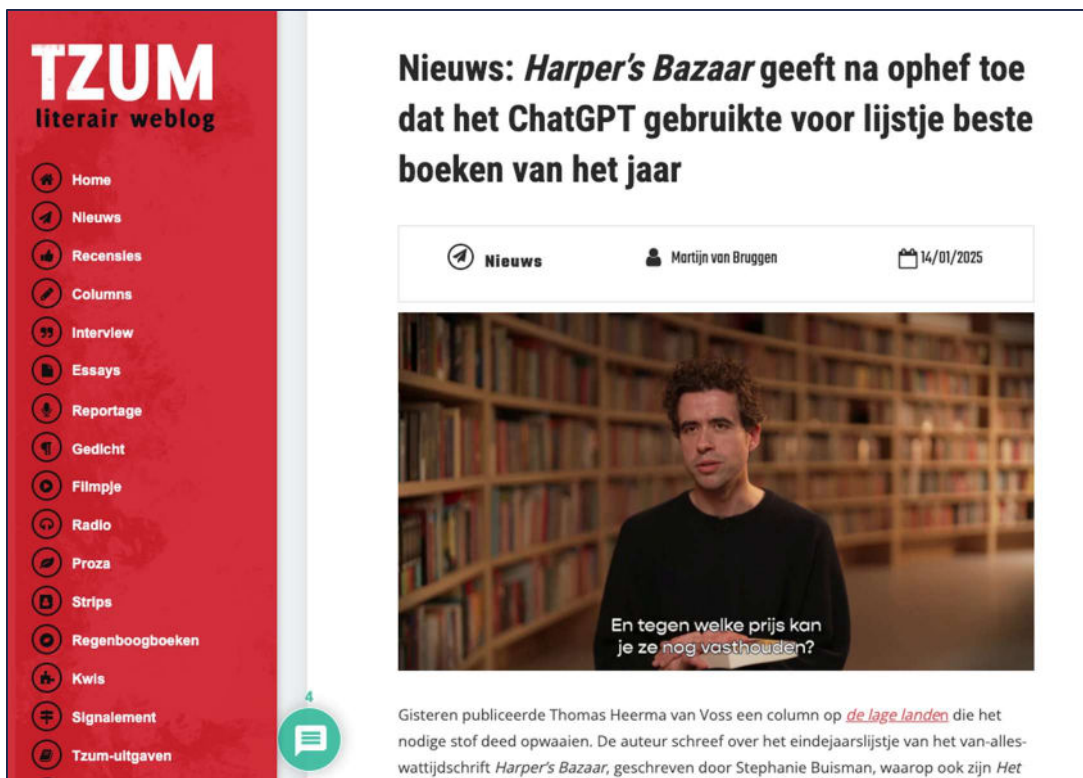 TZUM
literair weblog
Home
Nieuws
Recensies
Columns
Interview
Essays
Reportage
Gedicht
Filmpje
Radio
Proza
Strips
Regenboogboeken
Kwis
Signalement
Tzum-uitgaven
4
Nieuws: Harper's Bazaar geeft na ophef toe
dat het ChatGPT gebruikte voor lijstje beste
boeken van het jaar
Nieuws
Martijn van Bruggen
14/01/2025
En tegen welke prijs kan
je ze nog vasthouden?
Gisteren publiceerde Thomas Heerma van Voss een column op de lage landen die het
nodige stof deed opwaaien. De auteur schreef over het eindejaarslijstje van het van-alles-
wattijdschrift Harper's Bazaar, geschreven door Stephanie Buisman, waarop ook zijn Het